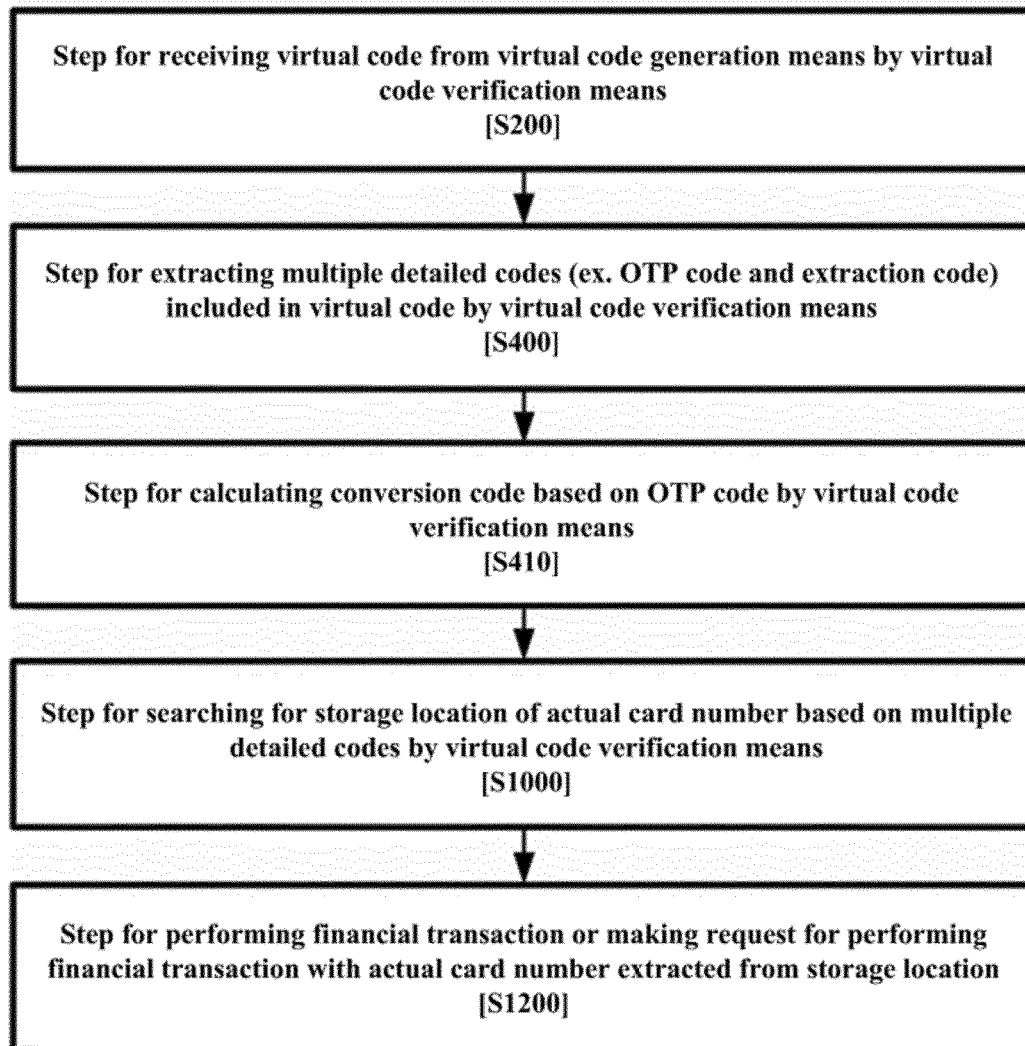 Step for receiving virtual code from virtual code generation means by virtual
code verification means
[S200]
Step for extracting multiple detailed codes (ex. OTP code and extraction code)
included in virtual code by virtual code verification means
[S400]
Step for calculating conversion code based on OTP code by virtual code
verification means
[S410]
Step for searching for storage location of actual card number based on multiple
detailed codes by virtual code verification means
[S1000]
Step for performing financial transaction or making request for performing
financial transaction with actual card number extracted from storage location
[S1200]